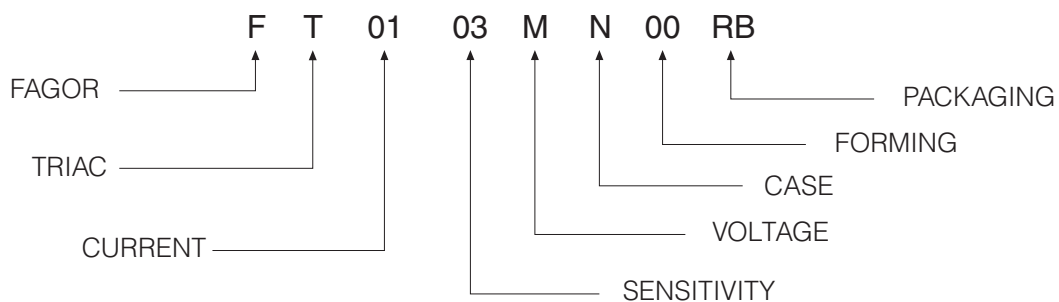 F T 01 03 M N 00 RB
FAGOR
PACKAGING
FORMING
TRIAC
CASE
VOLTAGE
CURRENT
SENSITIVITY